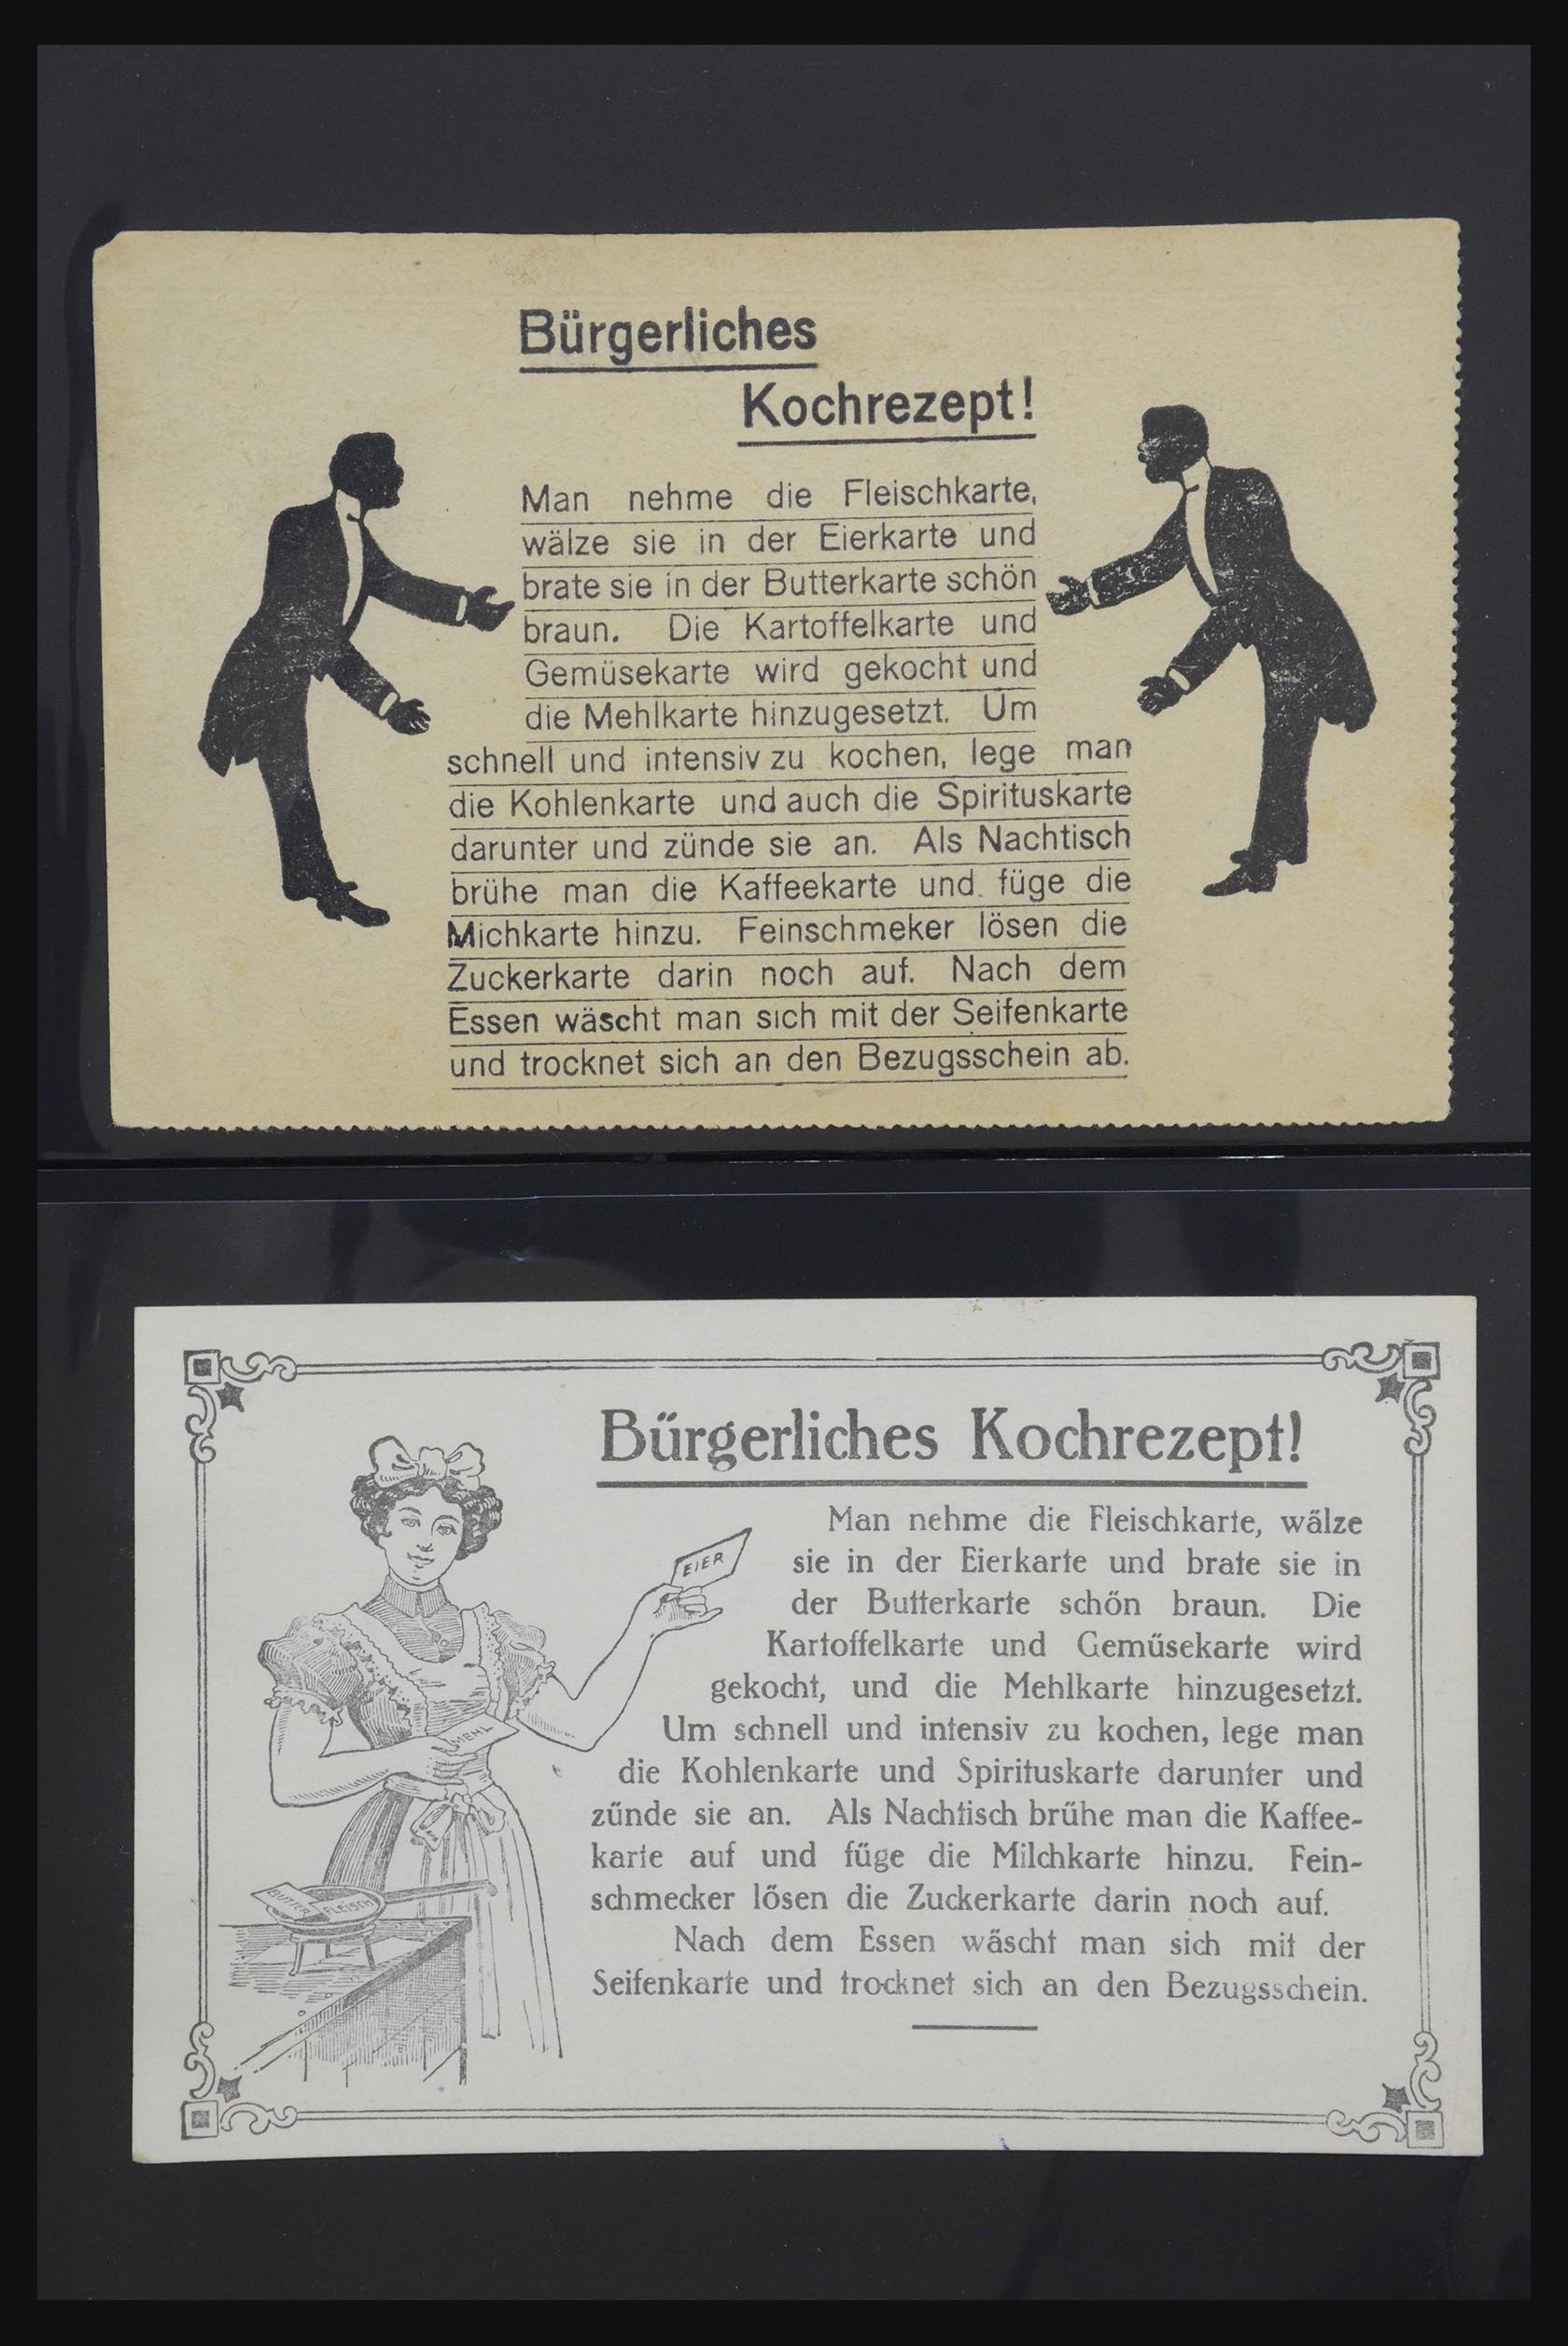 Bürgerliches
Kochrezept!
Man nehme die Fleischkarte,
wälze sie in der Eierkarte und
brate sie in der Butterkarte schön
braun. Die Kartoffelkarte und
Gemüsekarte wird gekocht und
die Mehlkarte hinzugesetzt. Um
schnell und intensiv zu kochen, lege man
die Kohlenkarte und auch die Spirituskarte
darunter und zünde sie an. Als Nachtisch
brühe man die Kaffeekarte und füge die
Michkarte hinzu. Feinschmeker lösen die
Zuckerkarte darin noch auf. Nach dem
Essen wäscht man sich mit der Seifenkarte
und trocknet sich an den Bezugsschein ab.
Bürgerliches Kochrezept!
Man nehme die Fleischkarte, wälze
sie in der Eierkarte und brate sie in
der Butterkarte schön braun. Die
Kartoffelkarte und Gemüsekarte wird
gekocht, und die Mehlkarte hinzugesetzt.
Um schnell und intensiv zu kochen, lege man
die Kohlenkarte und Spirituskarte darunter und
zünde sie an. Als Nachtisch brühe man die Kaffee-
karte auf und füge die Milchkarte hinzu. Fein-
schmecker lösen die Zuckerkarte darin noch auf.
Nach dem Essen wäscht man sich mit der
Seifenkarte und trocknet sich an den Bezugsschein.
EIER
MEHL
BUTTER
FLEISCH